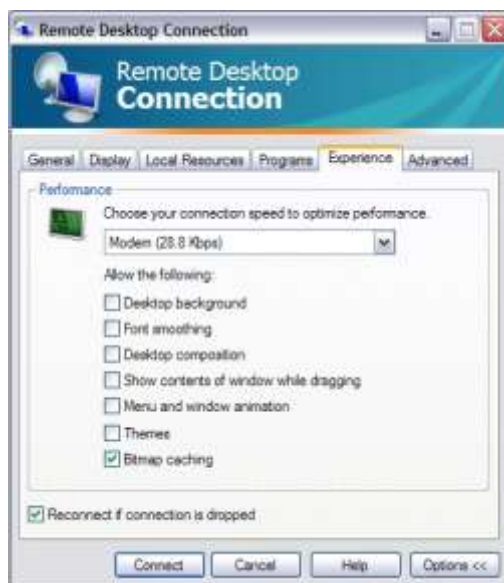 Remote Desktop Connection
Remote Desktop
Connection
General Display Local Resources Programs Experience Advanced
Performance
Choose your connection speed to optimize performance.
Modem (28.8 Kbps)
Allow the following:
Desktop background
Font smoothing
Desktop composition
Show contents of window while dragging
Menu and window animation
Themes
Bitmap caching
Reconnect if connection is dropped
Connect Cancel Help Options <<